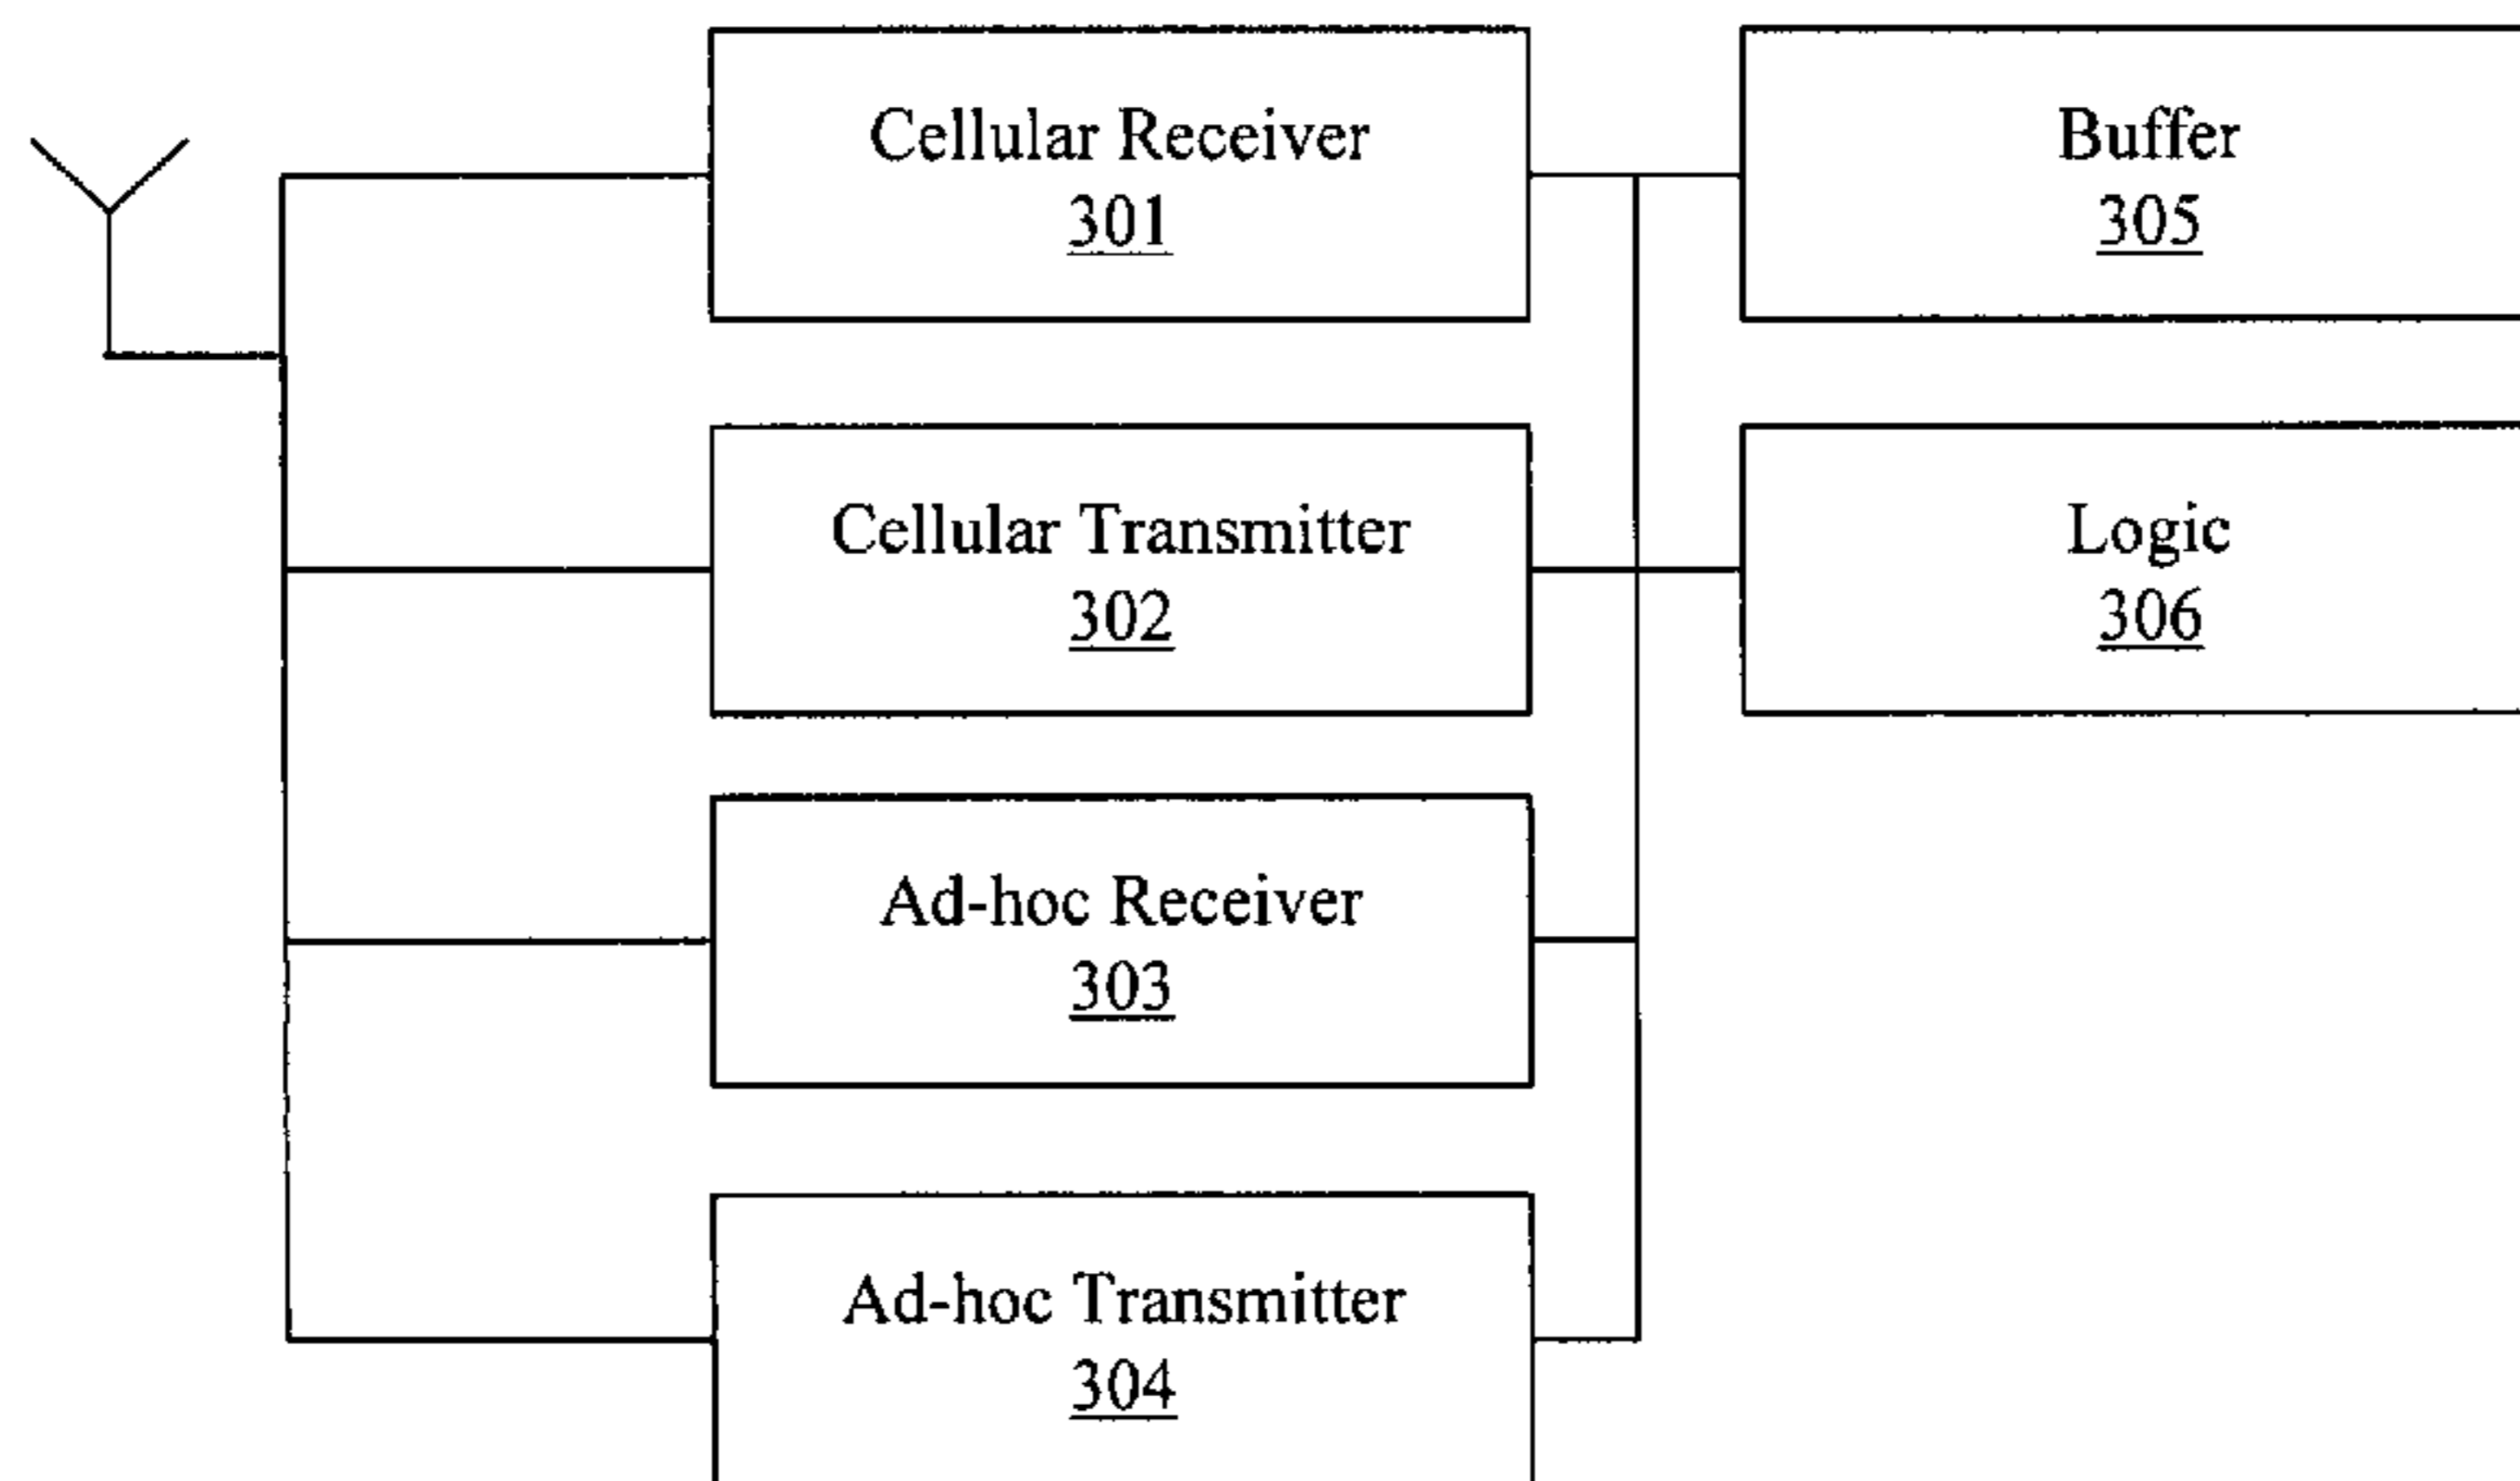 Cellular Receiver
301
Buffer
305
Cellular Transmitter
302
Logic
306
Ad-hoc Receiver
303
Ad-hoc Transmitter
304